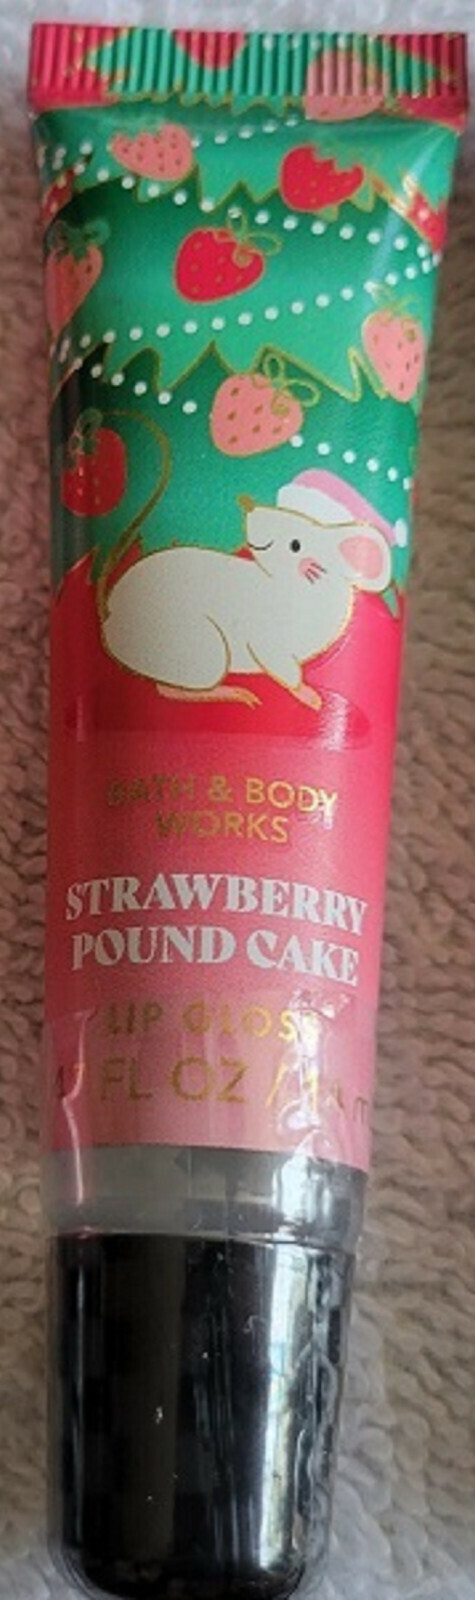 BATH & BODY
WORKS
STRAWBERRY
POUND CAKE
LIP GLOSS
FL OZ /